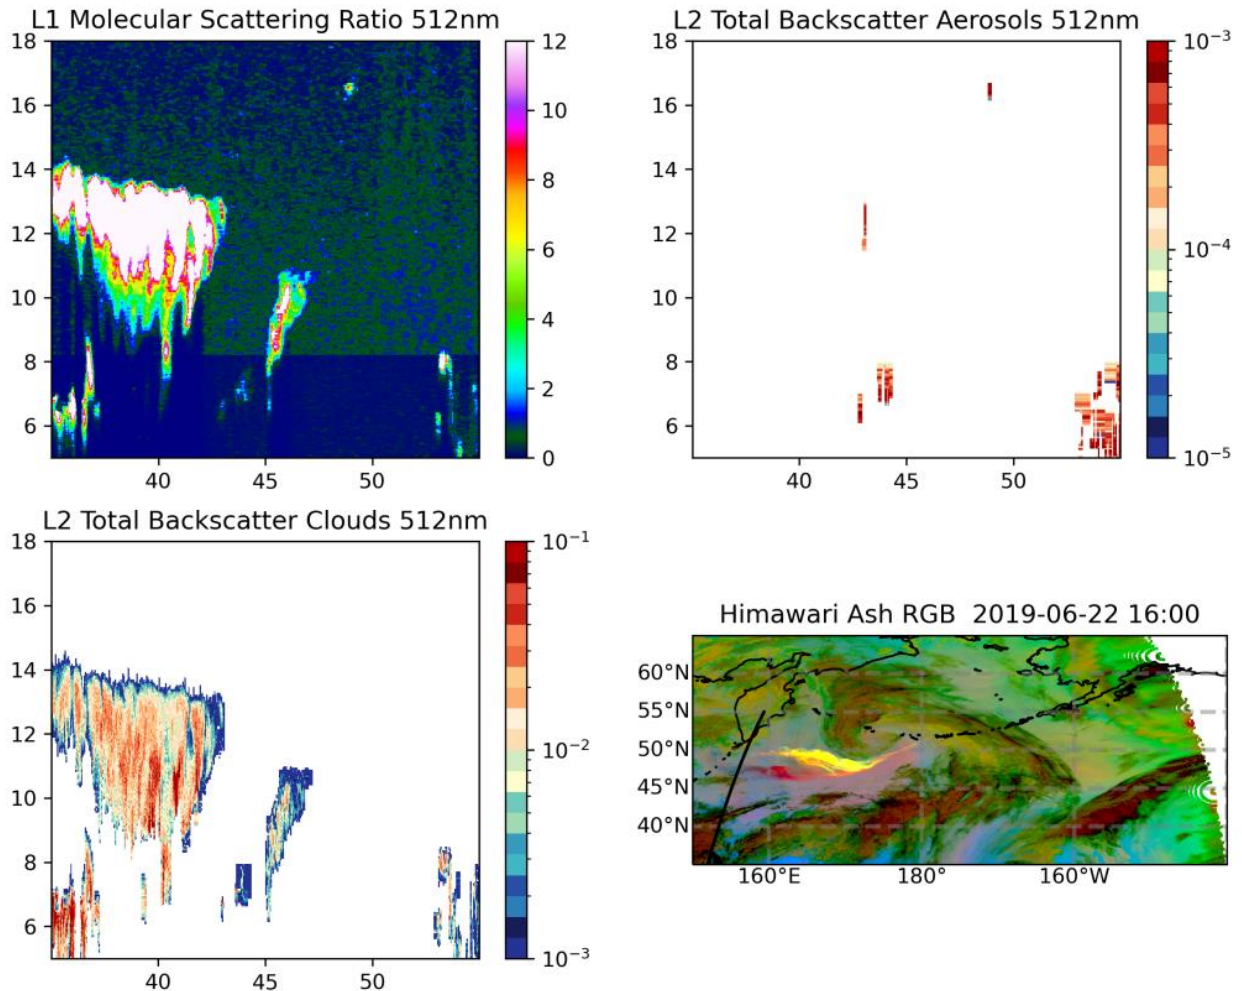 L1 Molecular Scattering Ratio 512nm
18
16
14
12
10
8
6
40 45 50
12
10
8
6
4
2
0
L2 Total Backscatter Aerosols 512nm
18
16
14
12
10
8
6
40 45 50
10⁻³
10⁻⁴
10⁻⁵
L2 Total Backscatter Clouds 512nm
18
16
14
12
10
8
6
40 45 50
10⁻¹
10⁻²
10⁻³
Himawari Ash RGB 2019-06-22 16:00
60°N
55°N
50°N
45°N
40°N
160°E 180° 160°W